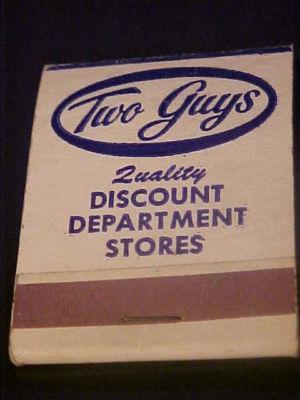 Two Guys
Quality
DISCOUNT
DEPARTMENT
STORES